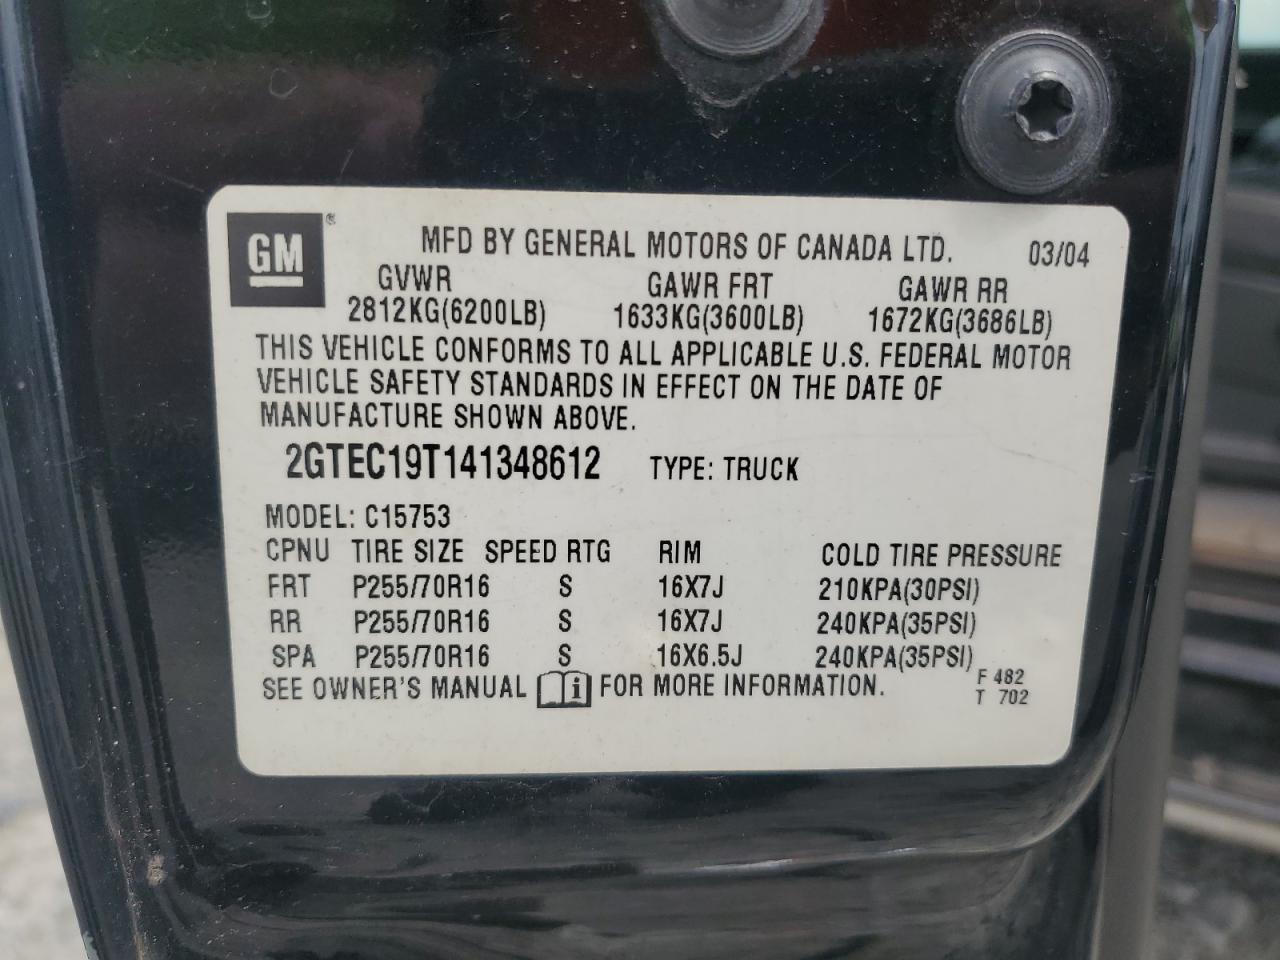 GM® MFD BY GENERAL MOTORS OF CANADA LTD. 03/04
GVWR GAWR FRT GAWR RR
2812KG(6200LB) 1633KG(3600LB) 1672KG(3686LB)
THIS VEHICLE CONFORMS TO ALL APPLICABLE U.S. FEDERAL MOTOR
VEHICLE SAFETY STANDARDS IN EFFECT ON THE DATE OF
MANUFACTURE SHOWN ABOVE.
2GTEC19T141348612 TYPE: TRUCK
MODEL: C15753
CPNU TIRE SIZE SPEED RTG RIM COLD TIRE PRESSURE
FRT P255/70R16 S 16X7J 210KPA(30PSI)
RR P255/70R16 S 16X7J 240KPA(35PSI)
SPA P255/70R16 S 16X6.5J 240KPA(35PSI)
SEE OWNER'S MANUAL i FOR MORE INFORMATION. F 482
T 702